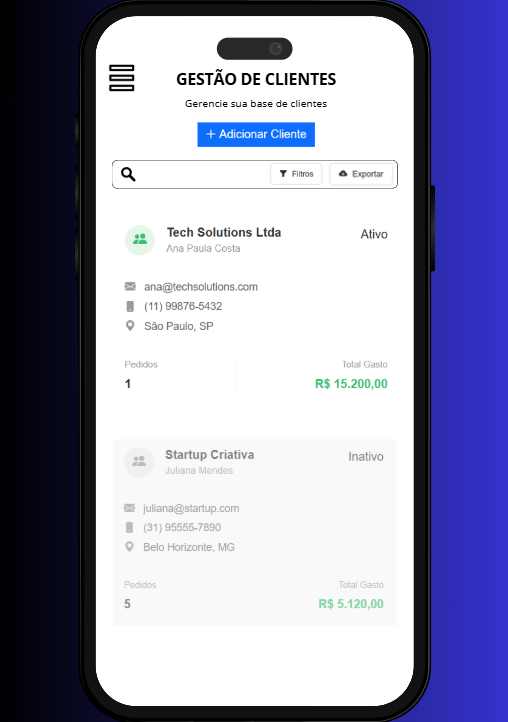 GESTÃO DE CLIENTES
Gerencie sua base de clientes
+ Adicionar Cliente
Filtros
Exportar
Tech Solutions Ltda
Ativo
Ana Paula Costa
ana@techsolutions.com
(11) 99876-5432
São Paulo, SP
Pedidos
Total Gasto
1
R$ 15.200,00
Startup Criativa
Inativo
Juliana Mendes
juliana@startup.com
(31) 95555-7890
Belo Horizonte, MG
Pedidos
Total Gasto
5
R$ 5.120,00